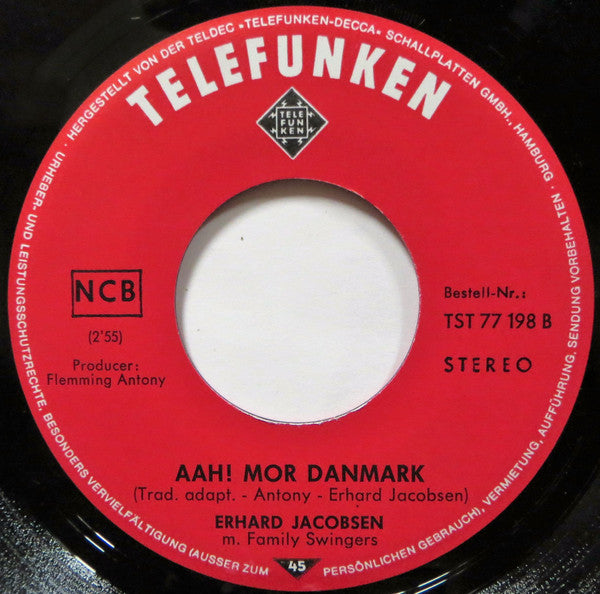 URHEBER- UND LEISTUNGSSCHUTZRECHTE, BESONDERS VERVIELFÄLTIGUNG (AUSSER ZUM PERSÖNLICHEN GEBRAUCH), VERMIETUNG, AUFFÜHRUNG, SENDUNG VORBEHALTEN
· HERGESTELLT VON DER TELDEC »TELEFUNKEN-DECCA« SCHALLPLATTEN GMBH., HAMBURG ·
TELEFUNKEN
TELE
FUN
KEN
NCB
(2'55)
Producer:
Flemming Antony
Bestell-Nr.:
TST 77 198 B
STEREO
AAH! MOR DANMARK
(Trad. adapt. - Antony - Erhard Jacobsen)
ERHARD JACOBSEN
m. Family Swingers
45